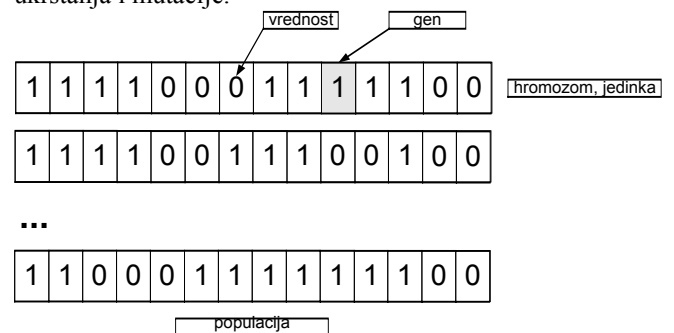 ukrštanja i mutacije.
vrednost gen
1 1 1 1 0 0 0 1 1 1 1 1 0 0 hromozom, jedinka
1 1 1 1 0 0 1 1 1 0 0 1 0 0
...
1 1 0 0 0 1 1 1 1 1 1 1 0 0
populacija